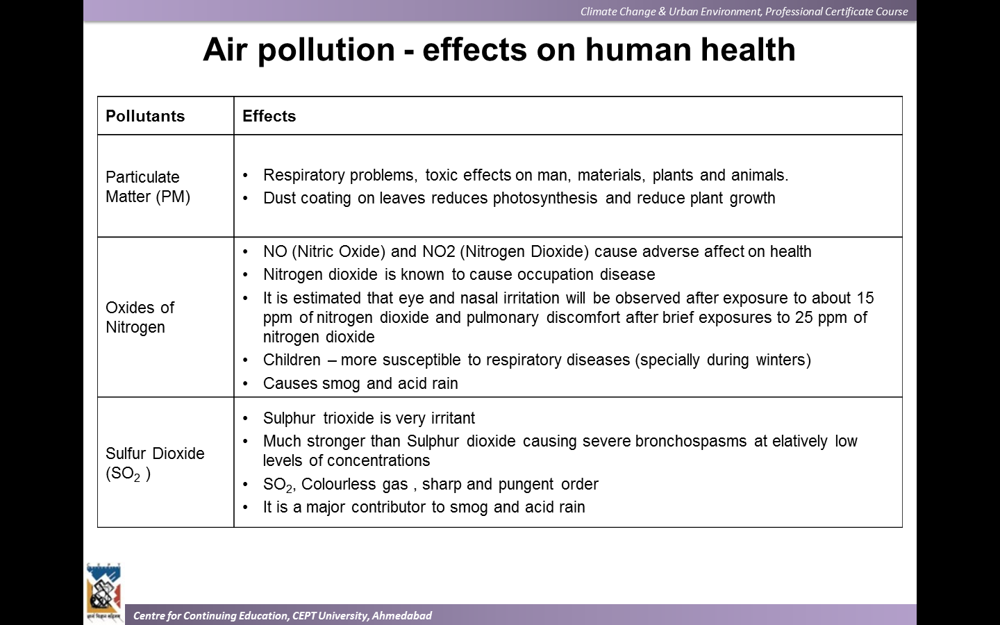 Climate Change & Urban Environment, Professional Certificate Course
Air pollution - effects on human health
Pollutants
Effects
Particulate
Matter (PM)
• Respiratory problems, toxic effects on man, materials, plants and animals.
• Dust coating on leaves reduces photosynthesis and reduce plant growth
Oxides of
Nitrogen
• NO (Nitric Oxide) and NO2 (Nitrogen Dioxide) cause adverse affect on health
• Nitrogen dioxide is known to cause occupation disease
• It is estimated that eye and nasal irritation will be observed after exposure to about 15
ppm of nitrogen dioxide and pulmonary discomfort after brief exposures to 25 ppm of
nitrogen dioxide
• Children – more susceptible to respiratory diseases (specially during winters)
• Causes smog and acid rain
Sulfur Dioxide
(SO₂ )
• Sulphur trioxide is very irritant
• Much stronger than Sulphur dioxide causing severe bronchospasms at elatively low
levels of concentrations
• SO₂, Colourless gas , sharp and pungent order
• It is a major contributor to smog and acid rain
C E P T
Centre for Continuing Education, CEPT University, Ahmedabad